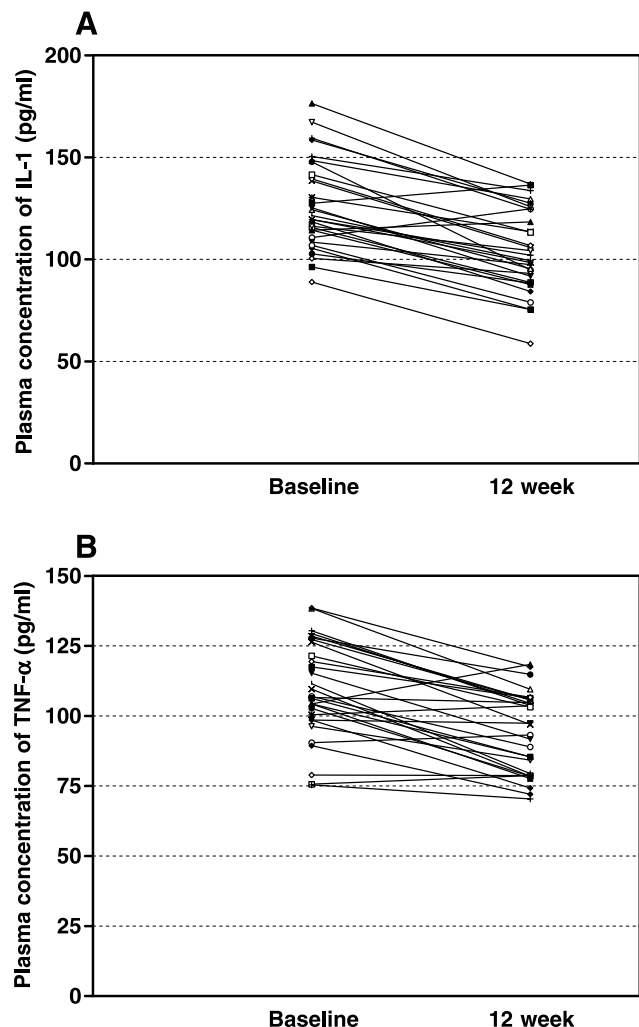 A
Plasma concentration of IL-1 (pg/ml)
200
150
100
50
0
Baseline 12 week
B
Plasma concentration of TNF-α (pg/ml)
150
125
100
75
50
25
0
Baseline 12 week